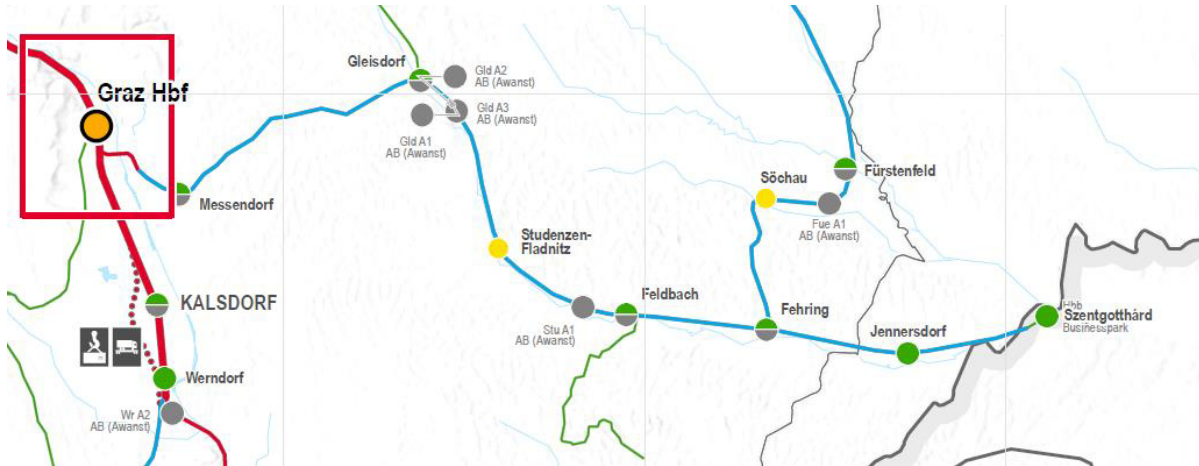 Graz Hbf
Gleisdorf
Gld A2
AB (Awanst)
Gld A3
AB (Awanst)
Gld A1
AB (Awanst)
Messendorf
Söchau
Fürstenfeld
Fue A1
AB (Awanst)
Studenzen-
Fladnitz
KALSDORF
Feldbach
Stu A1
AB (Awanst)
Fehring
Jennersdorf
Hbb
Szentgotthárd
Businesspark
Werndorf
Wr A2
AB (Awanst)